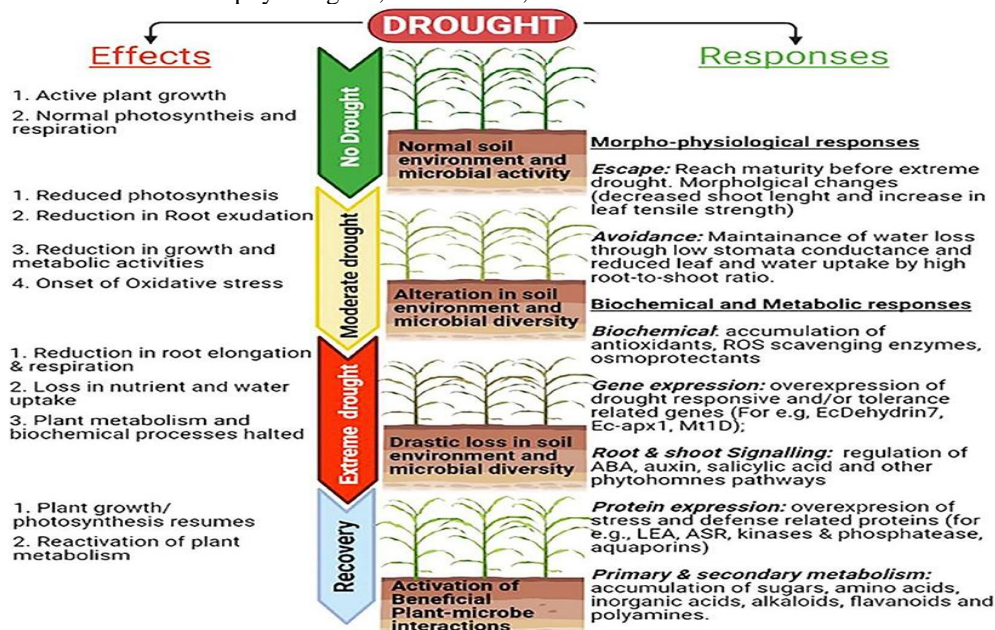 DROUGHT
Effects
1. Active plant growth
2. Normal photosyntheis and
respiration
1. Reduced photosynthesis
2. Reduction in Root exudation
3. Reduction in growth and
metabolic activities
4. Onset of Oxidative stress
1. Reduction in root elongation
& respiration
2. Loss in nutrient and water
uptake
3. Plant metabolism and
biochemical processes halted
1. Plant growth/
photosynthesis resumes
2. Reactivation of plant
metabolism
No Drought
Moderate drought
Extreme drought
Recovery
Normal soil
environment and
microbial activity
Alteration in soil
environment and
microbial diversity
Drastic loss in soil
environment and
microbial diversity
Activation of
Beneficial
Plant-microbe
interactions
Responses
Morpho-physiological responses
Escape: Reach maturity before extreme
drought. Morpholgical changes
(decreased shoot lenght and increase in
leaf tensile strength)
Avoidance: Maintainance of water loss
through low stomata conductance and
reduced leaf and water uptake by high
root-to-shoot ratio.
Biochemical and Metabolic responses
Biochemical: accumulation of
antioxidants, ROS scavenging enzymes,
osmoprotectants
Gene expression: overexpression of
drought responsive and/or tolerance
related genes (For e.g, EcDehydrin7,
Ec-apx1, Mt1D);
Root & shoot Signalling: regulation of
ABA, auxin, salicylic acid and other
phytohomnes pathways
Protein expression: overexpresion of
stress and defense related proteins (for
e.g., LEA, ASR, kinases & phosphatease,
aquaporins)
Primary & secondary metabolism:
accumulation of sugars, amino acids,
inorganic acids, alkaloids, flavanoids and
polyamines.